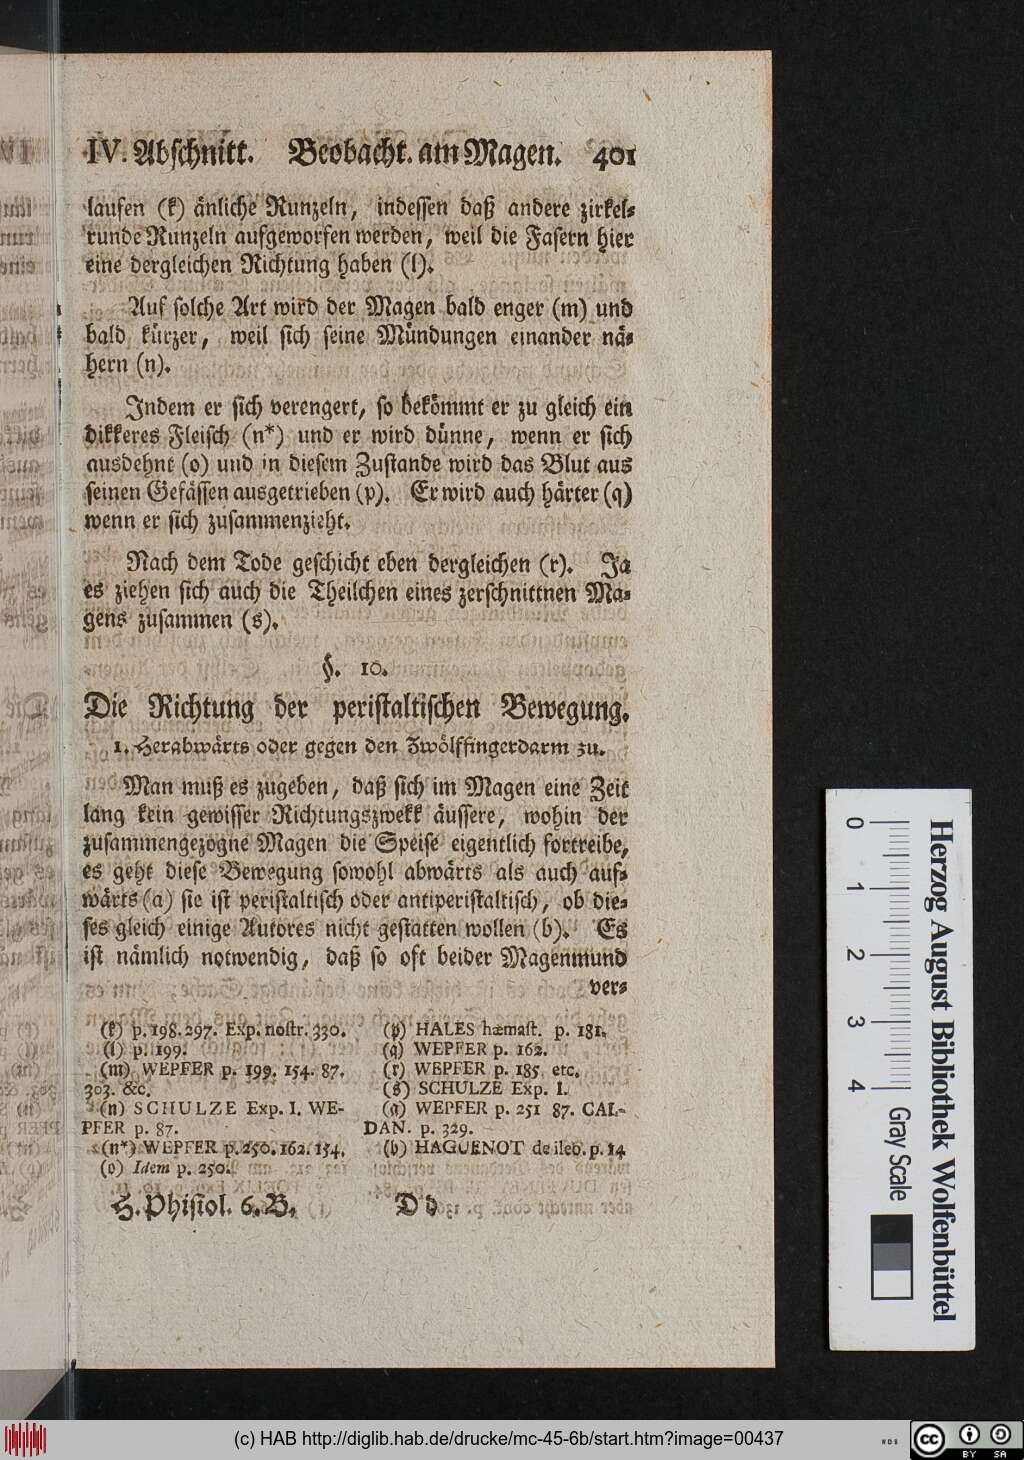 IV. Abschnitt. Beobacht. am Magen. 401
laufen (k) änliche Runzeln, indessen daß andere zirkel-
runde Runzeln aufgeworfen werden, weil die Fasern hier
eine dergleichen Richtung haben (l).
Auf solche Art wird der Magen bald enger (m) und
bald kürzer, weil sich seine Mündungen einander nä-
hern (n).
Indem er sich verengert, so bekömmt er zu gleich ein
dikkeres Fleisch (n*) und er wird dünne, wenn er sich
ausdehnt (o) und in diesem Zustande wird das Blut aus
seinen Gefässen ausgetrieben (p). Er wird auch härter (q)
wenn er sich zusammenzieht.
Nach dem Tode geschicht eben dergleichen (r). Ja
es ziehen sich auch die Theilchen eines zerschnittnen Ma-
gens zusammen (s).
§. 10.
Die Richtung der peristaltischen Bewegung.
1. Herabwärts oder gegen den Zwölffingerdarm zu.
Man muß es zugeben, daß sich im Magen eine Zeit
lang kein gewisser Richtungszwekk äussere, wohin der
zusammengezogne Magen die Speise eigentlich fortreibe,
es geht diese Bewegung sowohl abwärts als auch auf-
wärts (a) sie ist peristaltisch oder antiperistaltisch, ob die-
ses gleich einige Autores nicht gestatten wollen (b). Es
ist nämlich notwendig, daß so oft beider Magenmund
ver-
(k) p. 198. 297. Exp. nostr. 330.
(l) p. 199.
(m) WEPFER p. 199. 154. 87.
303. &c.
(n) SCHULZE Exp. I. WE-
PFER p. 87.
(n*) WEPFER p. 250. 162. 154.
(o) Idem p. 250.
(p) HALES hæmast. p. 181.
(q) WEPFER p. 162.
(r) WEPFER p. 185 etc.
(s) SCHULZE Exp. I.
(a) WEPFER p. 251 87. CAL-
DAN. p. 329.
(b) HAGUENOT de ileo. p. 14
H. Phisiol. 6. B. D d
Herzog August Bibliothek Wolfenbüttel
0 1 2 3 4 Gray Scale
(c) HAB http://diglib.hab.de/drucke/mc-45-6b/start.htm?image=00437
cc BY SA